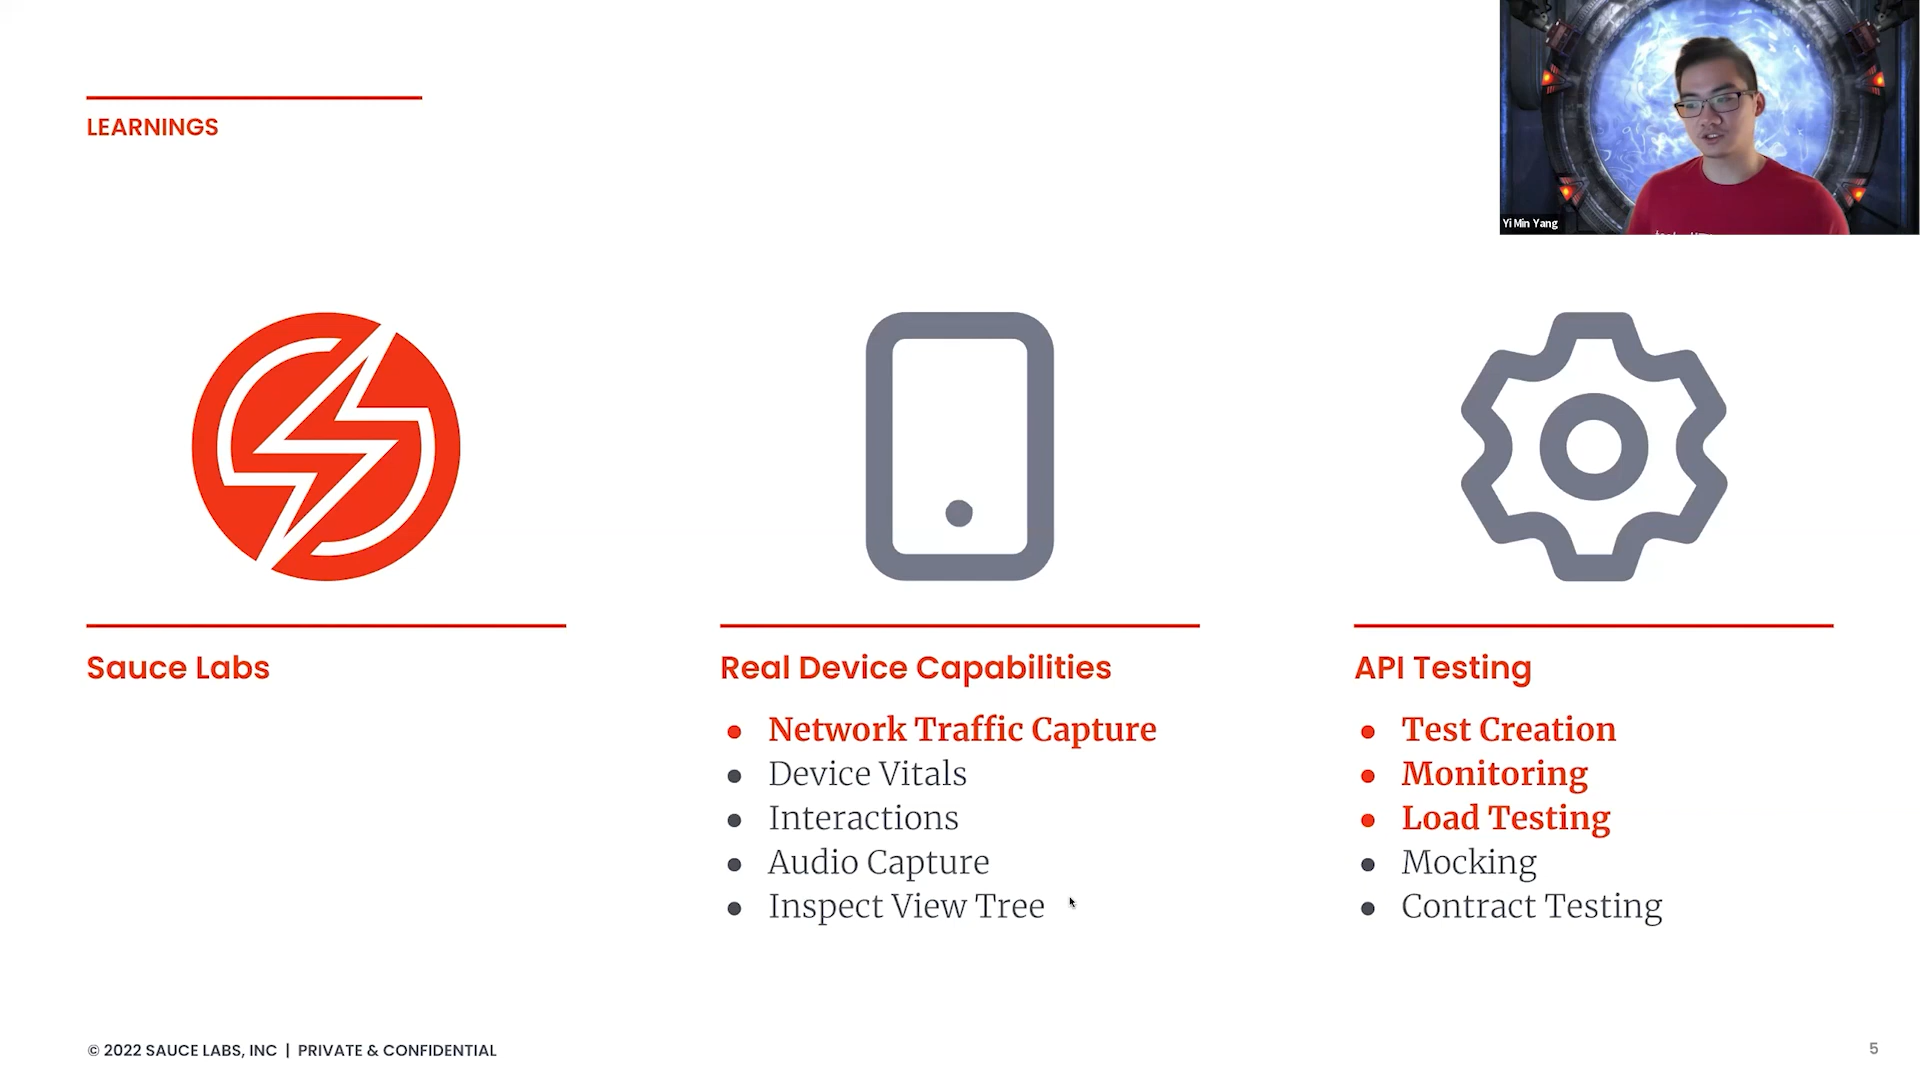 LEARNINGS
Yi Min Yang
Sauce Labs
Real Device Capabilities
● Network Traffic Capture
● Device Vitals
● Interactions
● Audio Capture
● Inspect View Tree
API Testing
● Test Creation
● Monitoring
● Load Testing
● Mocking
● Contract Testing
© 2022 SAUCE LABS, INC | PRIVATE & CONFIDENTIAL
5